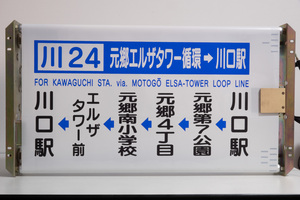 川24 元郷エルザタワー循環➡川口駅
FOR KAWAGUCHI STA. via. MOTOGŌ ELSA-TOWER LOOP LINE
川口駅
元郷第7公園
元郷4丁目
元郷南小学校
エルザタワー前
川口駅